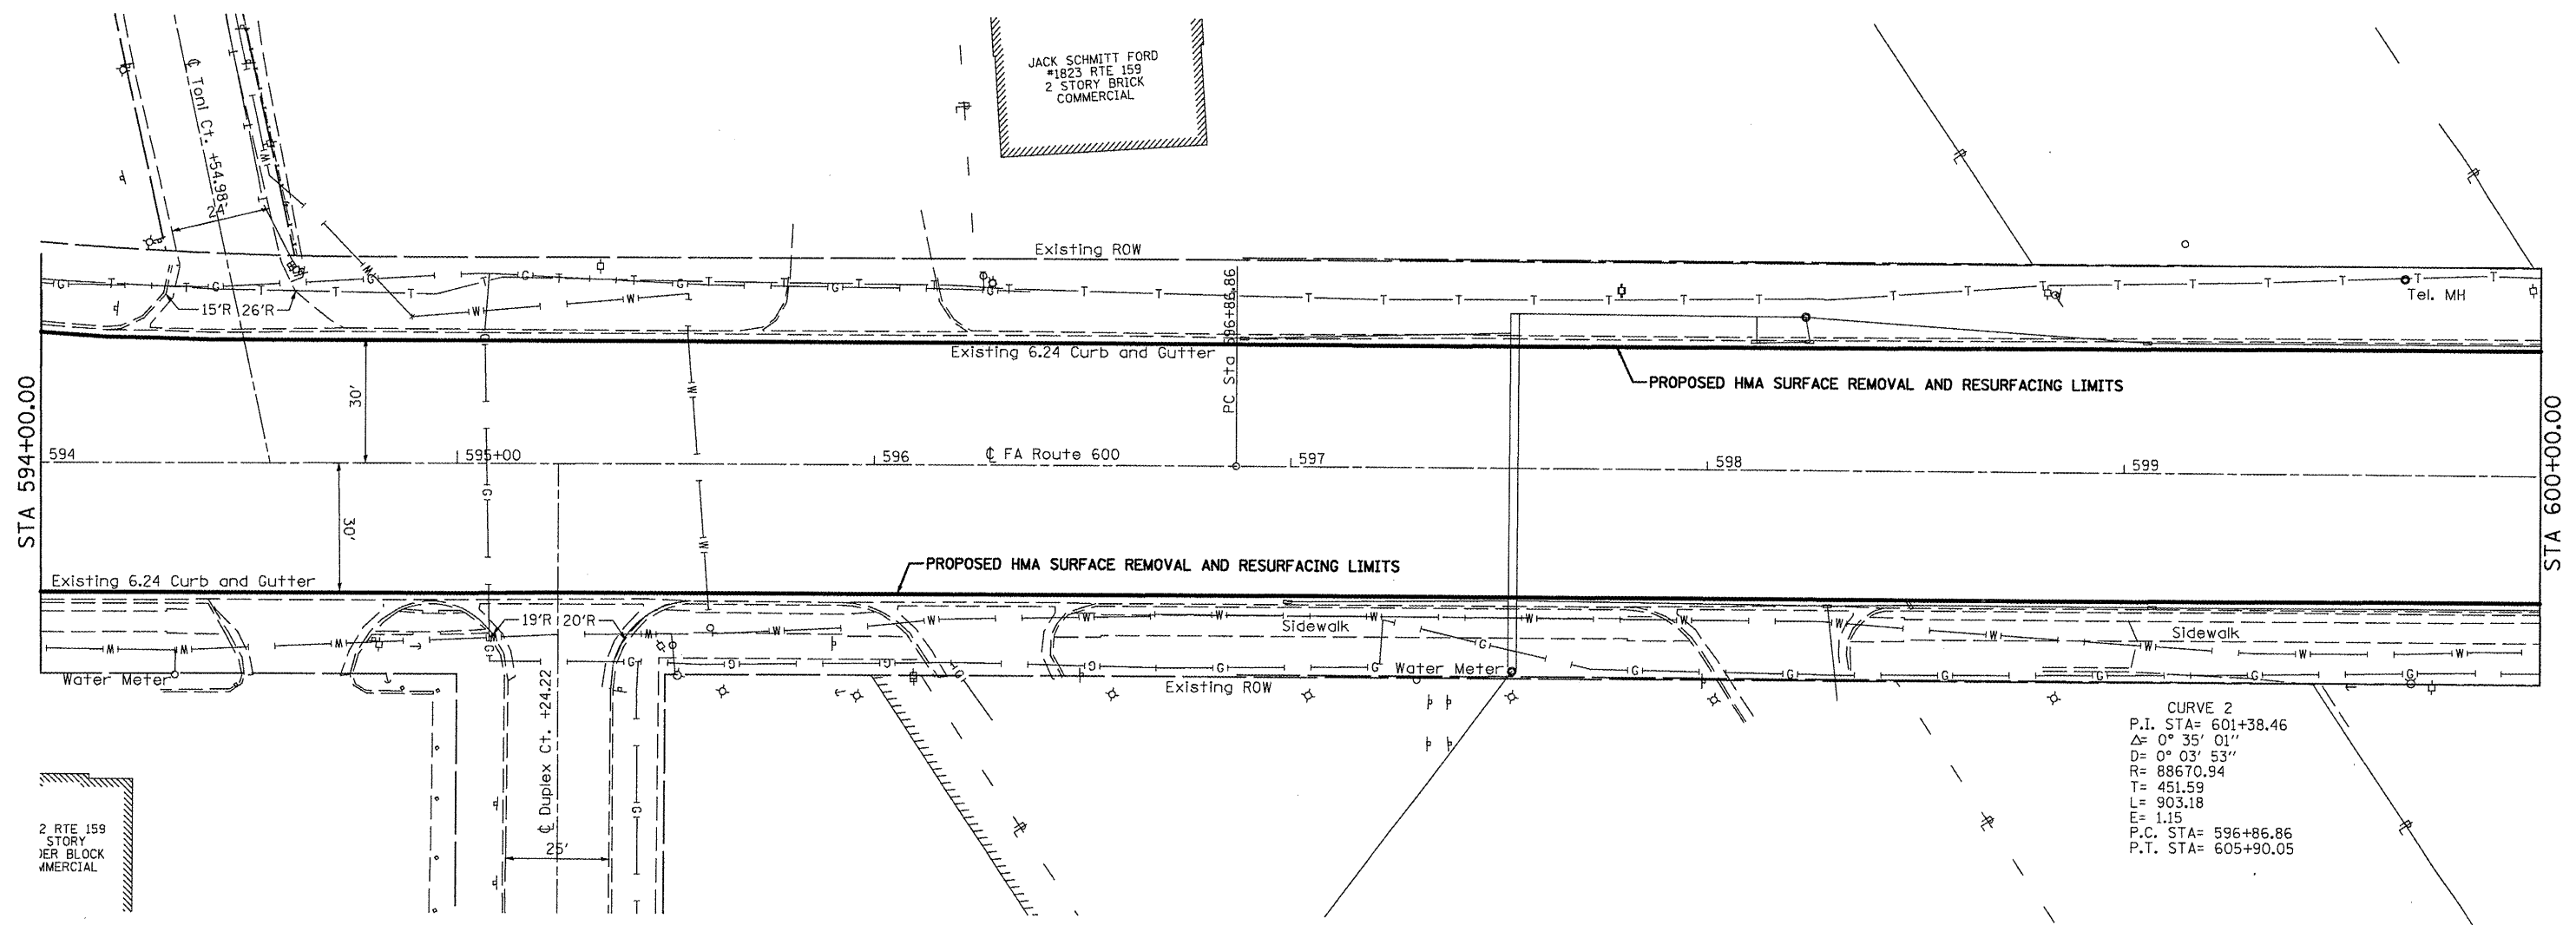 JACK SCHMITT FORD
#1823 RTE 159
2 STORY BRICK
COMMERCIAL
℄ Toni Ct. +54.98
24'
Existing ROW
15'R 26'R
Tel. MH
PC Sta 596+86.86
Existing 6.24 Curb and Gutter
PROPOSED HMA SURFACE REMOVAL AND RESURFACING LIMITS
STA 594+00.00
30'
594
595+00
596
℄ FA Route 600
597
598
599
STA 600+00.00
30'
PROPOSED HMA SURFACE REMOVAL AND RESURFACING LIMITS
Existing 6.24 Curb and Gutter
19'R 20'R
Sidewalk
Sidewalk
Water Meter
Water Meter
Existing ROW
℄ Duplex Ct. +24.22
25'
2 RTE 159
STORY
DER BLOCK
MMERCIAL
CURVE 2
P.I. STA= 601+38.46
Δ= 0° 35' 01"
D= 0° 03' 53"
R= 88670.94
T= 451.59
L= 903.18
E= 1.15
P.C. STA= 596+86.86
P.T. STA= 605+90.05